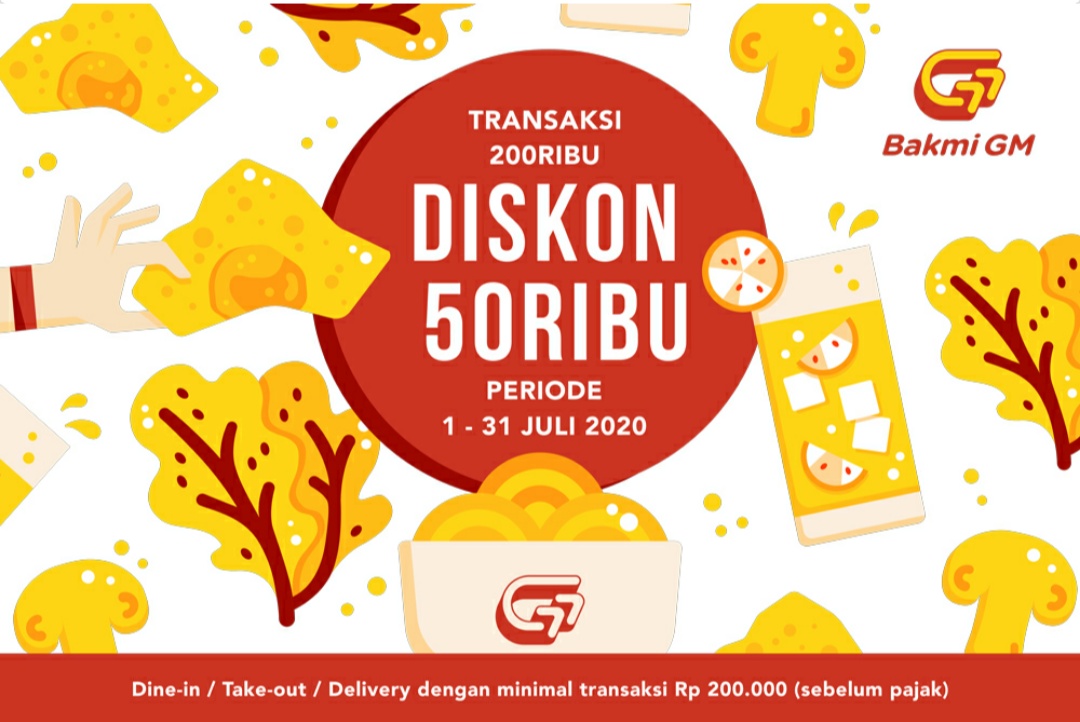 TRANSAKSI
200RIBU
DISKON
50RIBU
PERIODE
1 - 31 JULI 2020
Bakmi GM
Dine-in / Take-out / Delivery dengan minimal transaksi Rp 200.000 (sebelum pajak)